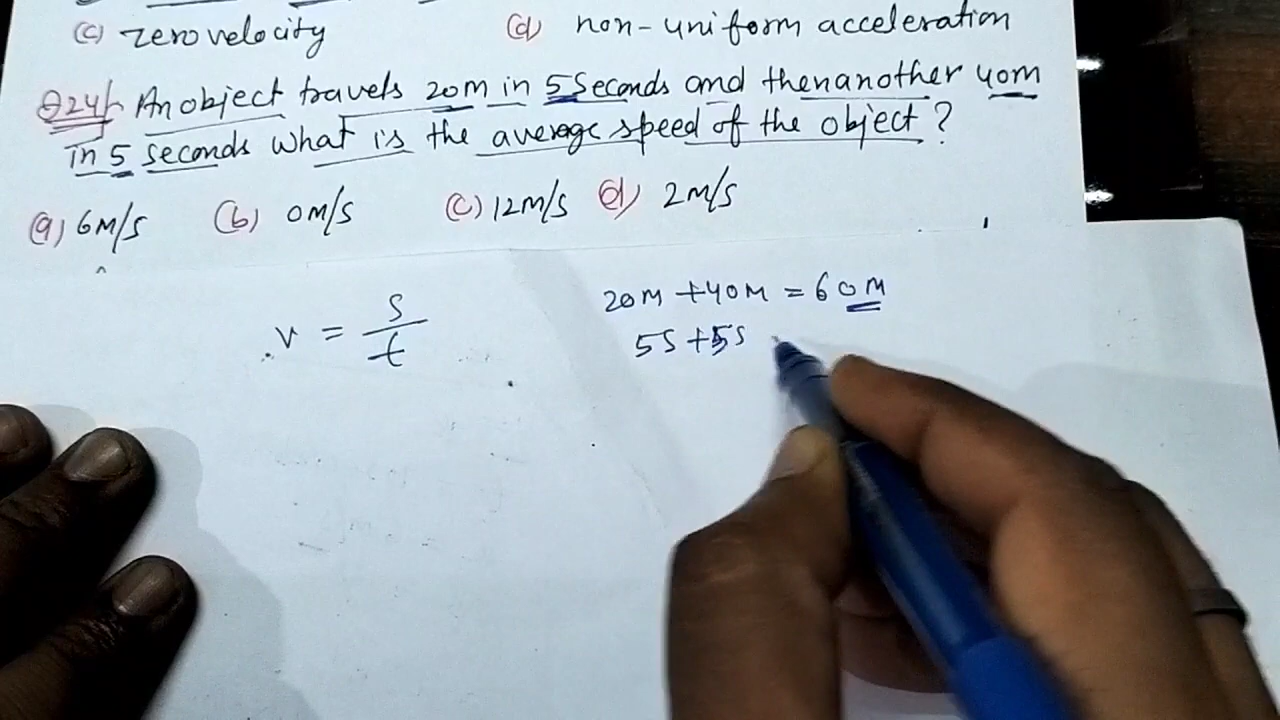 (c) zero velocity (d) non-uniform acceleration
Q24/- An object travels 20m in 5 Seconds and then another 40m
in 5 seconds what is the average speed of the object?
(a) 6M/S (b) 0M/S (c) 12M/S (d) 2M/S
20M + 40M = 60M
v = s/t
5S + 5S